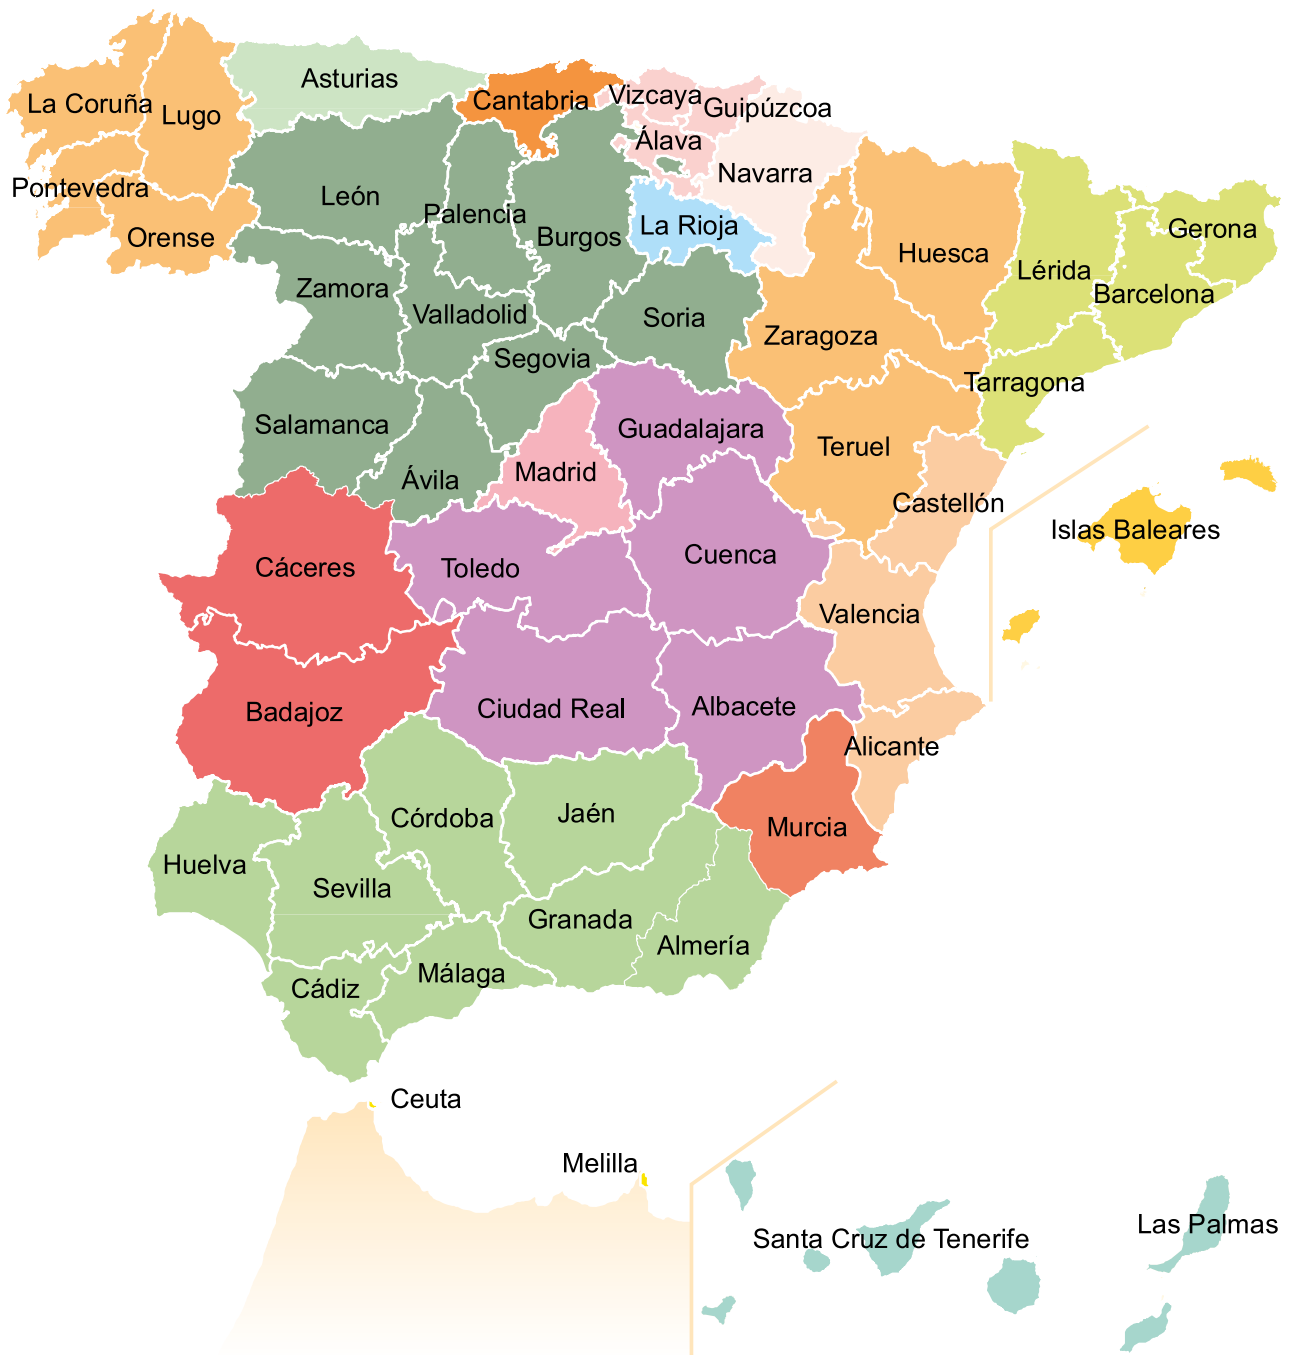 Asturias
Cantabria
Vizcaya
Guipúzcoa
La Coruña
Lugo
Álava
Navarra
Pontevedra
León
Palencia
La Rioja
Orense
Burgos
Huesca
Gerona
Lérida
Zamora
Barcelona
Valladolid
Soria
Zaragoza
Segovia
Tarragona
Salamanca
Guadalajara
Teruel
Ávila
Madrid
Castellón
Islas Baleares
Cáceres
Toledo
Cuenca
Valencia
Badajoz
Ciudad Real
Albacete
Alicante
Córdoba
Jaén
Murcia
Huelva
Sevilla
Granada
Almería
Cádiz
Málaga
Ceuta
Melilla
Santa Cruz de Tenerife
Las Palmas